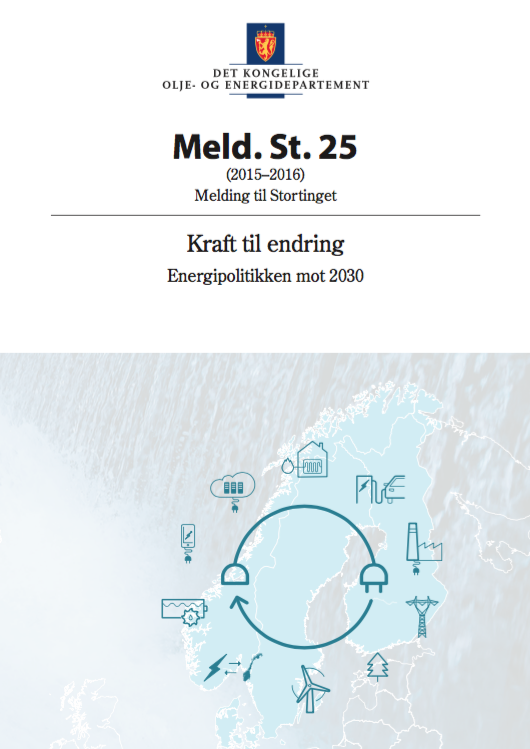 DET KONGELIGE
OLJE- OG ENERGIDEPARTEMENT
Meld. St. 25
(2015–2016)
Melding til Stortinget
Kraft til endring
Energipolitikken mot 2030